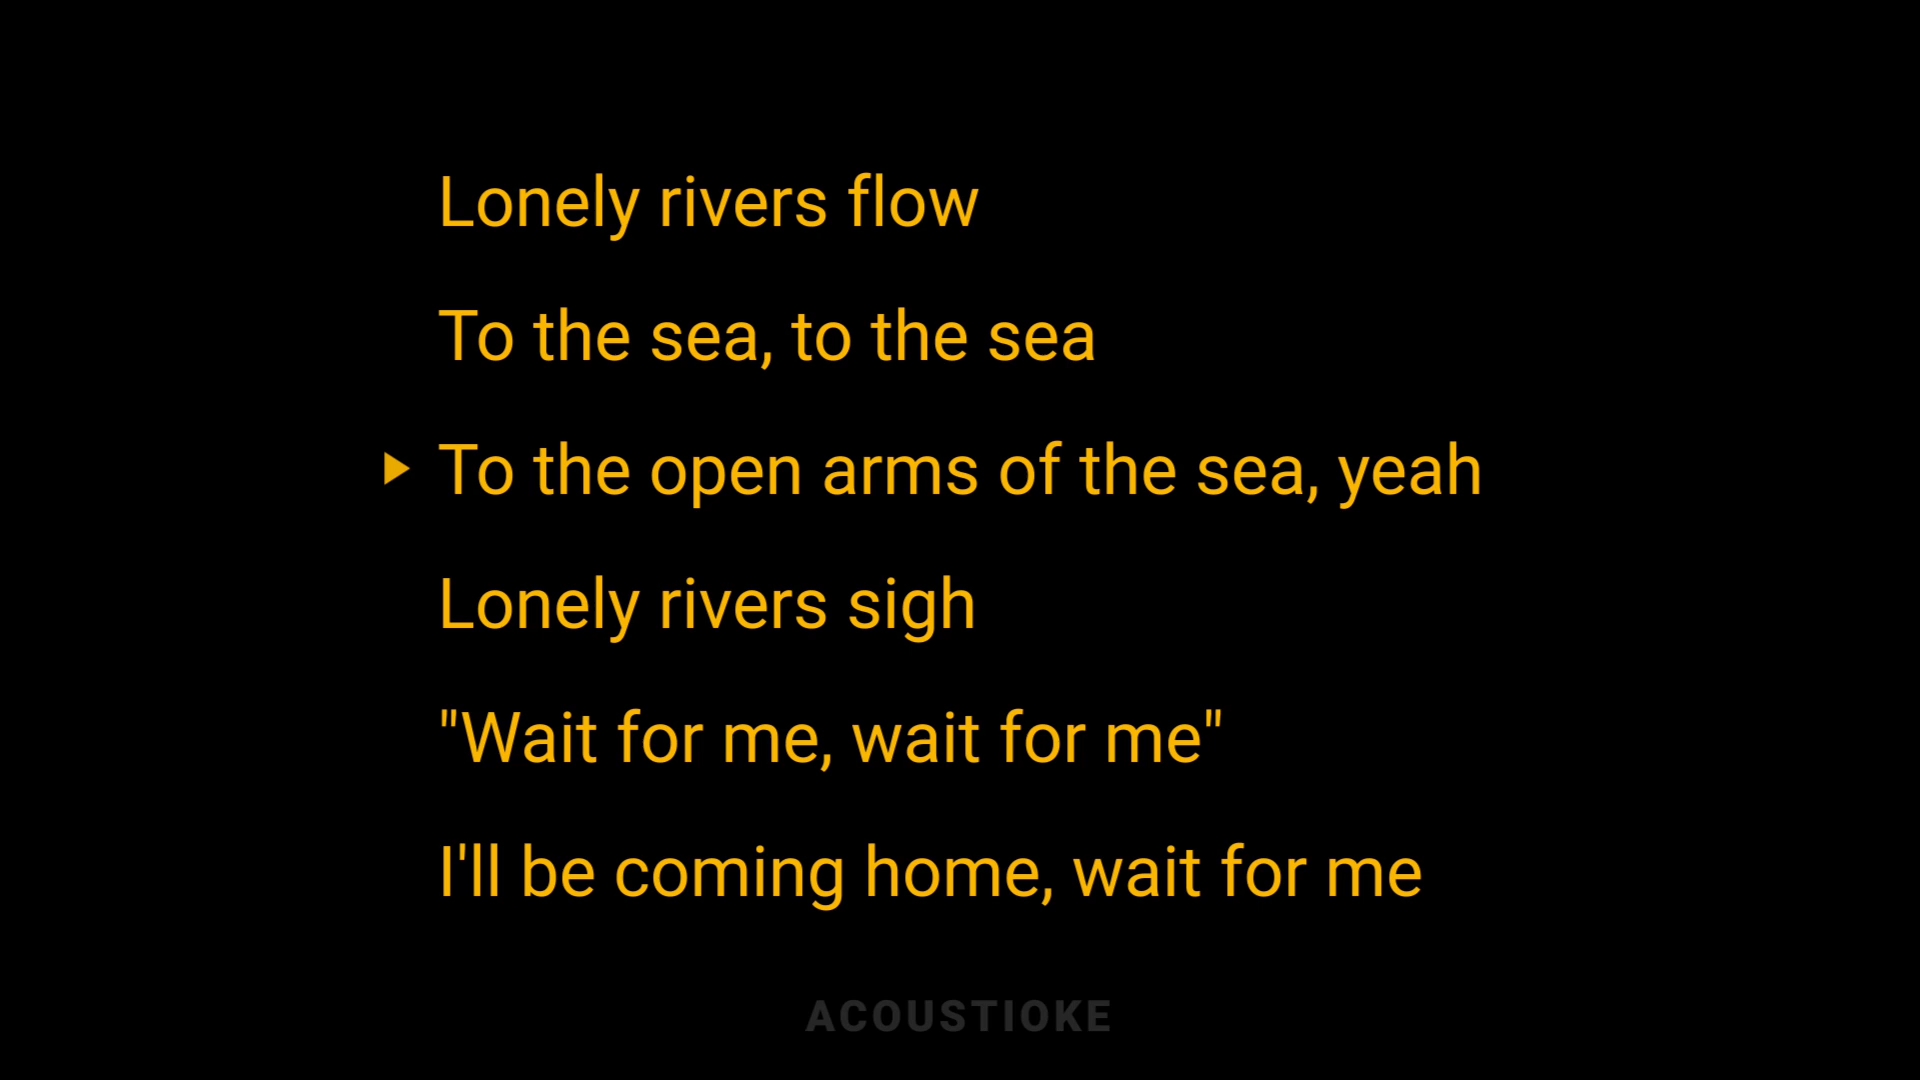 Lonely rivers flow
To the sea, to the sea
To the open arms of the sea, yeah
Lonely rivers sigh
"Wait for me, wait for me"
I'll be coming home, wait for me
ACOUSTIOKE